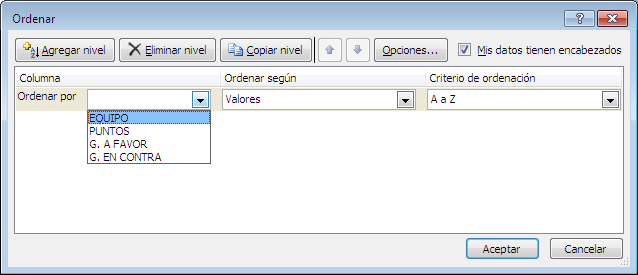 Ordenar
Agregar nivel Eliminar nivel Copiar nivel Opciones... Mis datos tienen encabezados
Columna Ordenar según Criterio de ordenación
Ordenar por Valores A a Z
EQUIPO
PUNTOS
G. A FAVOR
G. EN CONTRA
Aceptar Cancelar